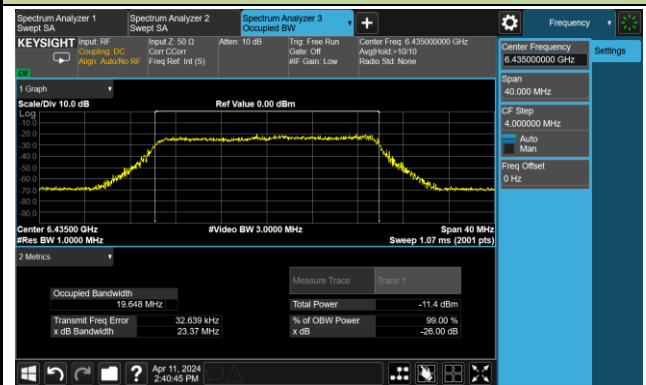 Spectrum Analyzer 1
Swept SA
Spectrum Analyzer 2
Swept SA
Spectrum Analyzer 3
Occupied BW
+
Frequency
KEYSIGHT
Input: RF
Coupling: DC
Align: Auto/No RF
Input Z: 50 Ω
Corr CCorr
Freq Ref: Int (S)
Atten: 10 dB
Trig: Free Run
Gate: Off
#IF Gain: Low
Center Freq: 6.435000000 GHz
Avg|Hold:>10/10
Radio Std: None
Center Frequency
6.435000000 GHz
Settings
Span
40.000 MHz
CF Step
4.000000 MHz
Auto
Man
Freq Offset
0 Hz
LXI
1 Graph
Scale/Div 10.0 dB
Ref Value 0.00 dBm
Log
-10.0
-20.0
-30.0
-40.0
-50.0
-60.0
-70.0
-80.0
-90.0
Center 6.43500 GHz
#Video BW 3.0000 MHz
Span 40 MHz
#Res BW 1.0000 MHz
Sweep 1.07 ms (2001 pts)
2 Metrics
Measure Trace
Trace 1
Occupied Bandwidth
19.648 MHz
Total Power
-11.4 dBm
Transmit Freq Error
32.639 kHz
% of OBW Power
99.00 %
x dB Bandwidth
23.37 MHz
x dB
-26.00 dB
?
Apr 11, 2024
2:40:45 PM